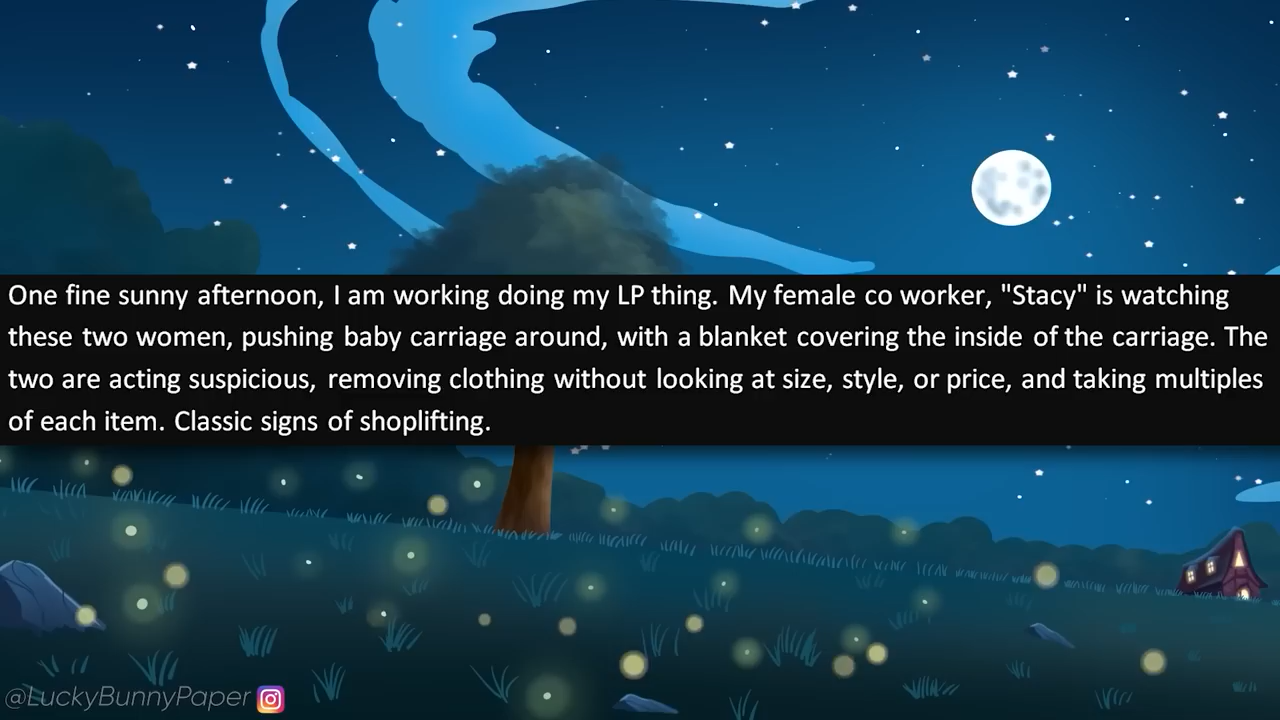 One fine sunny afternoon, I am working doing my LP thing. My female co worker, "Stacy" is watching
these two women, pushing baby carriage around, with a blanket covering the inside of the carriage. The
two are acting suspicious, removing clothing without looking at size, style, or price, and taking multiples
of each item. Classic signs of shoplifting.
@LuckyBunnyPaper